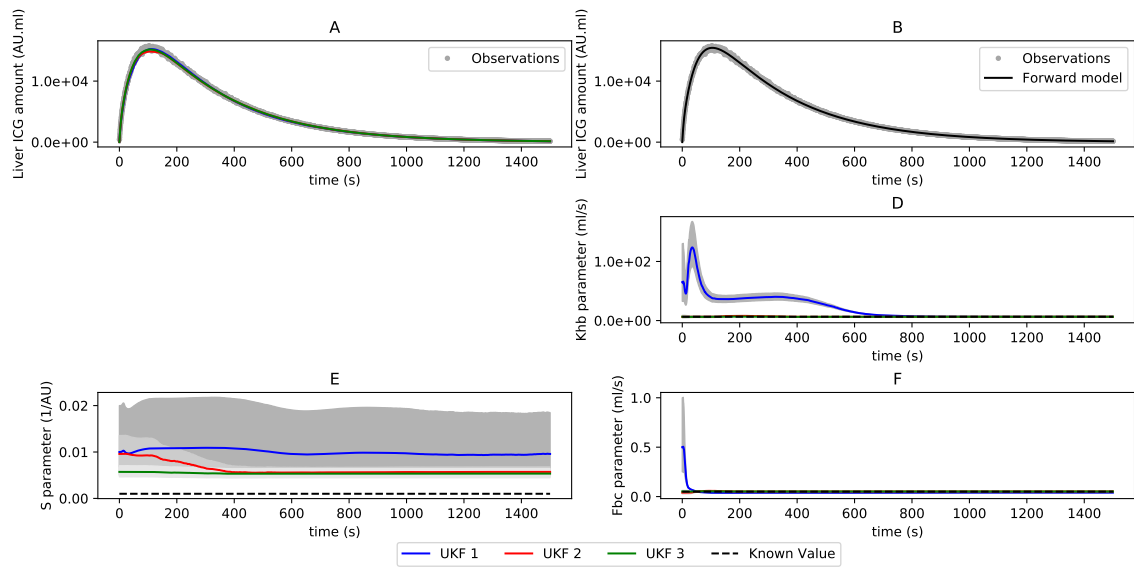 A
Liver ICG amount (AU.ml)
1.0e+04
0.0e+00
Observations
0 200 400 600 800 1000 1200 1400
time (s)
B
Liver ICG amount (AU.ml)
1.0e+04
0.0e+00
Observations
Forward model
0 200 400 600 800 1000 1200 1400
time (s)
D
Khb parameter (ml/s)
1.0e+02
0.0e+00
0 200 400 600 800 1000 1200 1400
time (s)
E
S parameter (1/AU)
0.02
0.01
0.00
0 200 400 600 800 1000 1200 1400
time (s)
F
Fbc parameter (ml/s)
1.0
0.5
0.0
0 200 400 600 800 1000 1200 1400
time (s)
UKF 1 UKF 2 UKF 3 Known Value